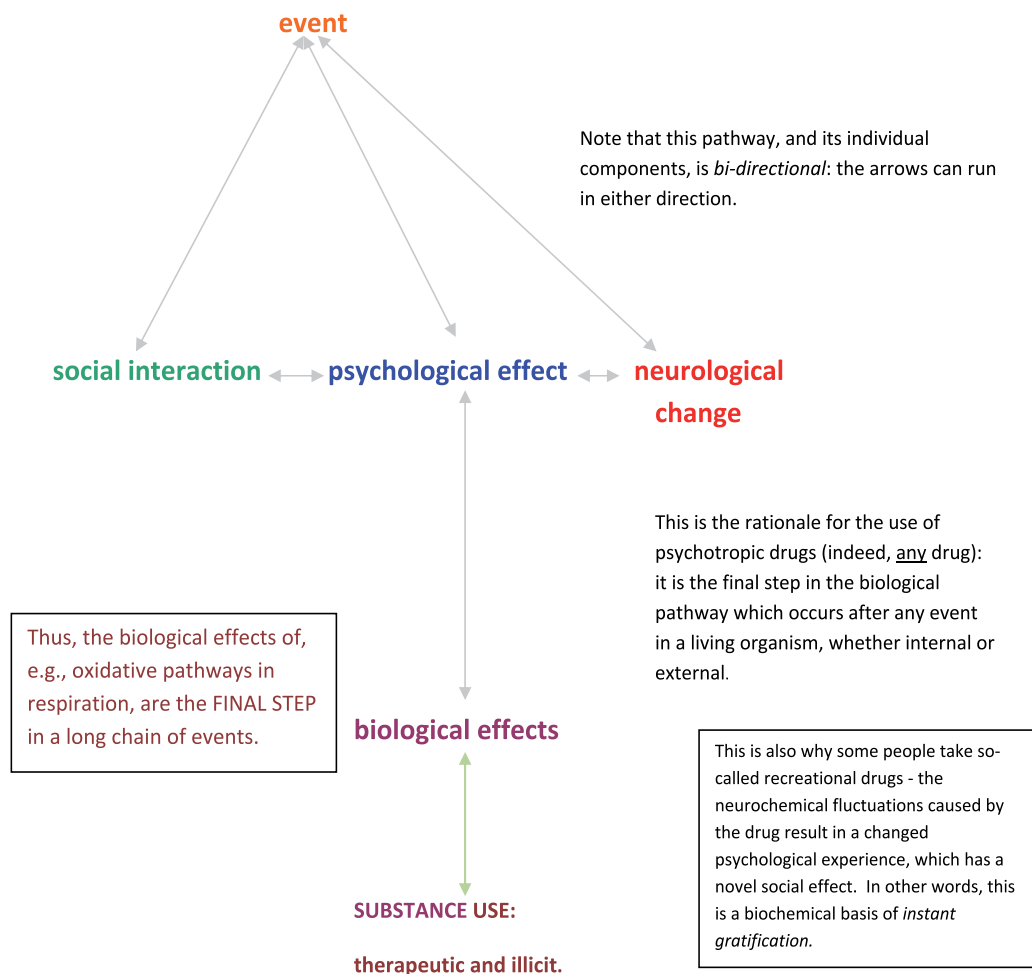 event
Note that this pathway, and its individual
components, is bi-directional: the arrows can run
in either direction.
social interaction
psychological effect
neurological
change
This is the rationale for the use of
psychotropic drugs (indeed, any drug):
it is the final step in the biological
pathway which occurs after any event
in a living organism, whether internal or
external.
Thus, the biological effects of,
e.g., oxidative pathways in
respiration, are the FINAL STEP
in a long chain of events.
biological effects
This is also why some people take so-
called recreational drugs - the
neurochemical fluctuations caused by
the drug result in a changed
psychological experience, which has a
novel social effect.  In other words, this
is a biochemical basis of instant
gratification.
SUBSTANCE USE:
therapeutic and illicit.